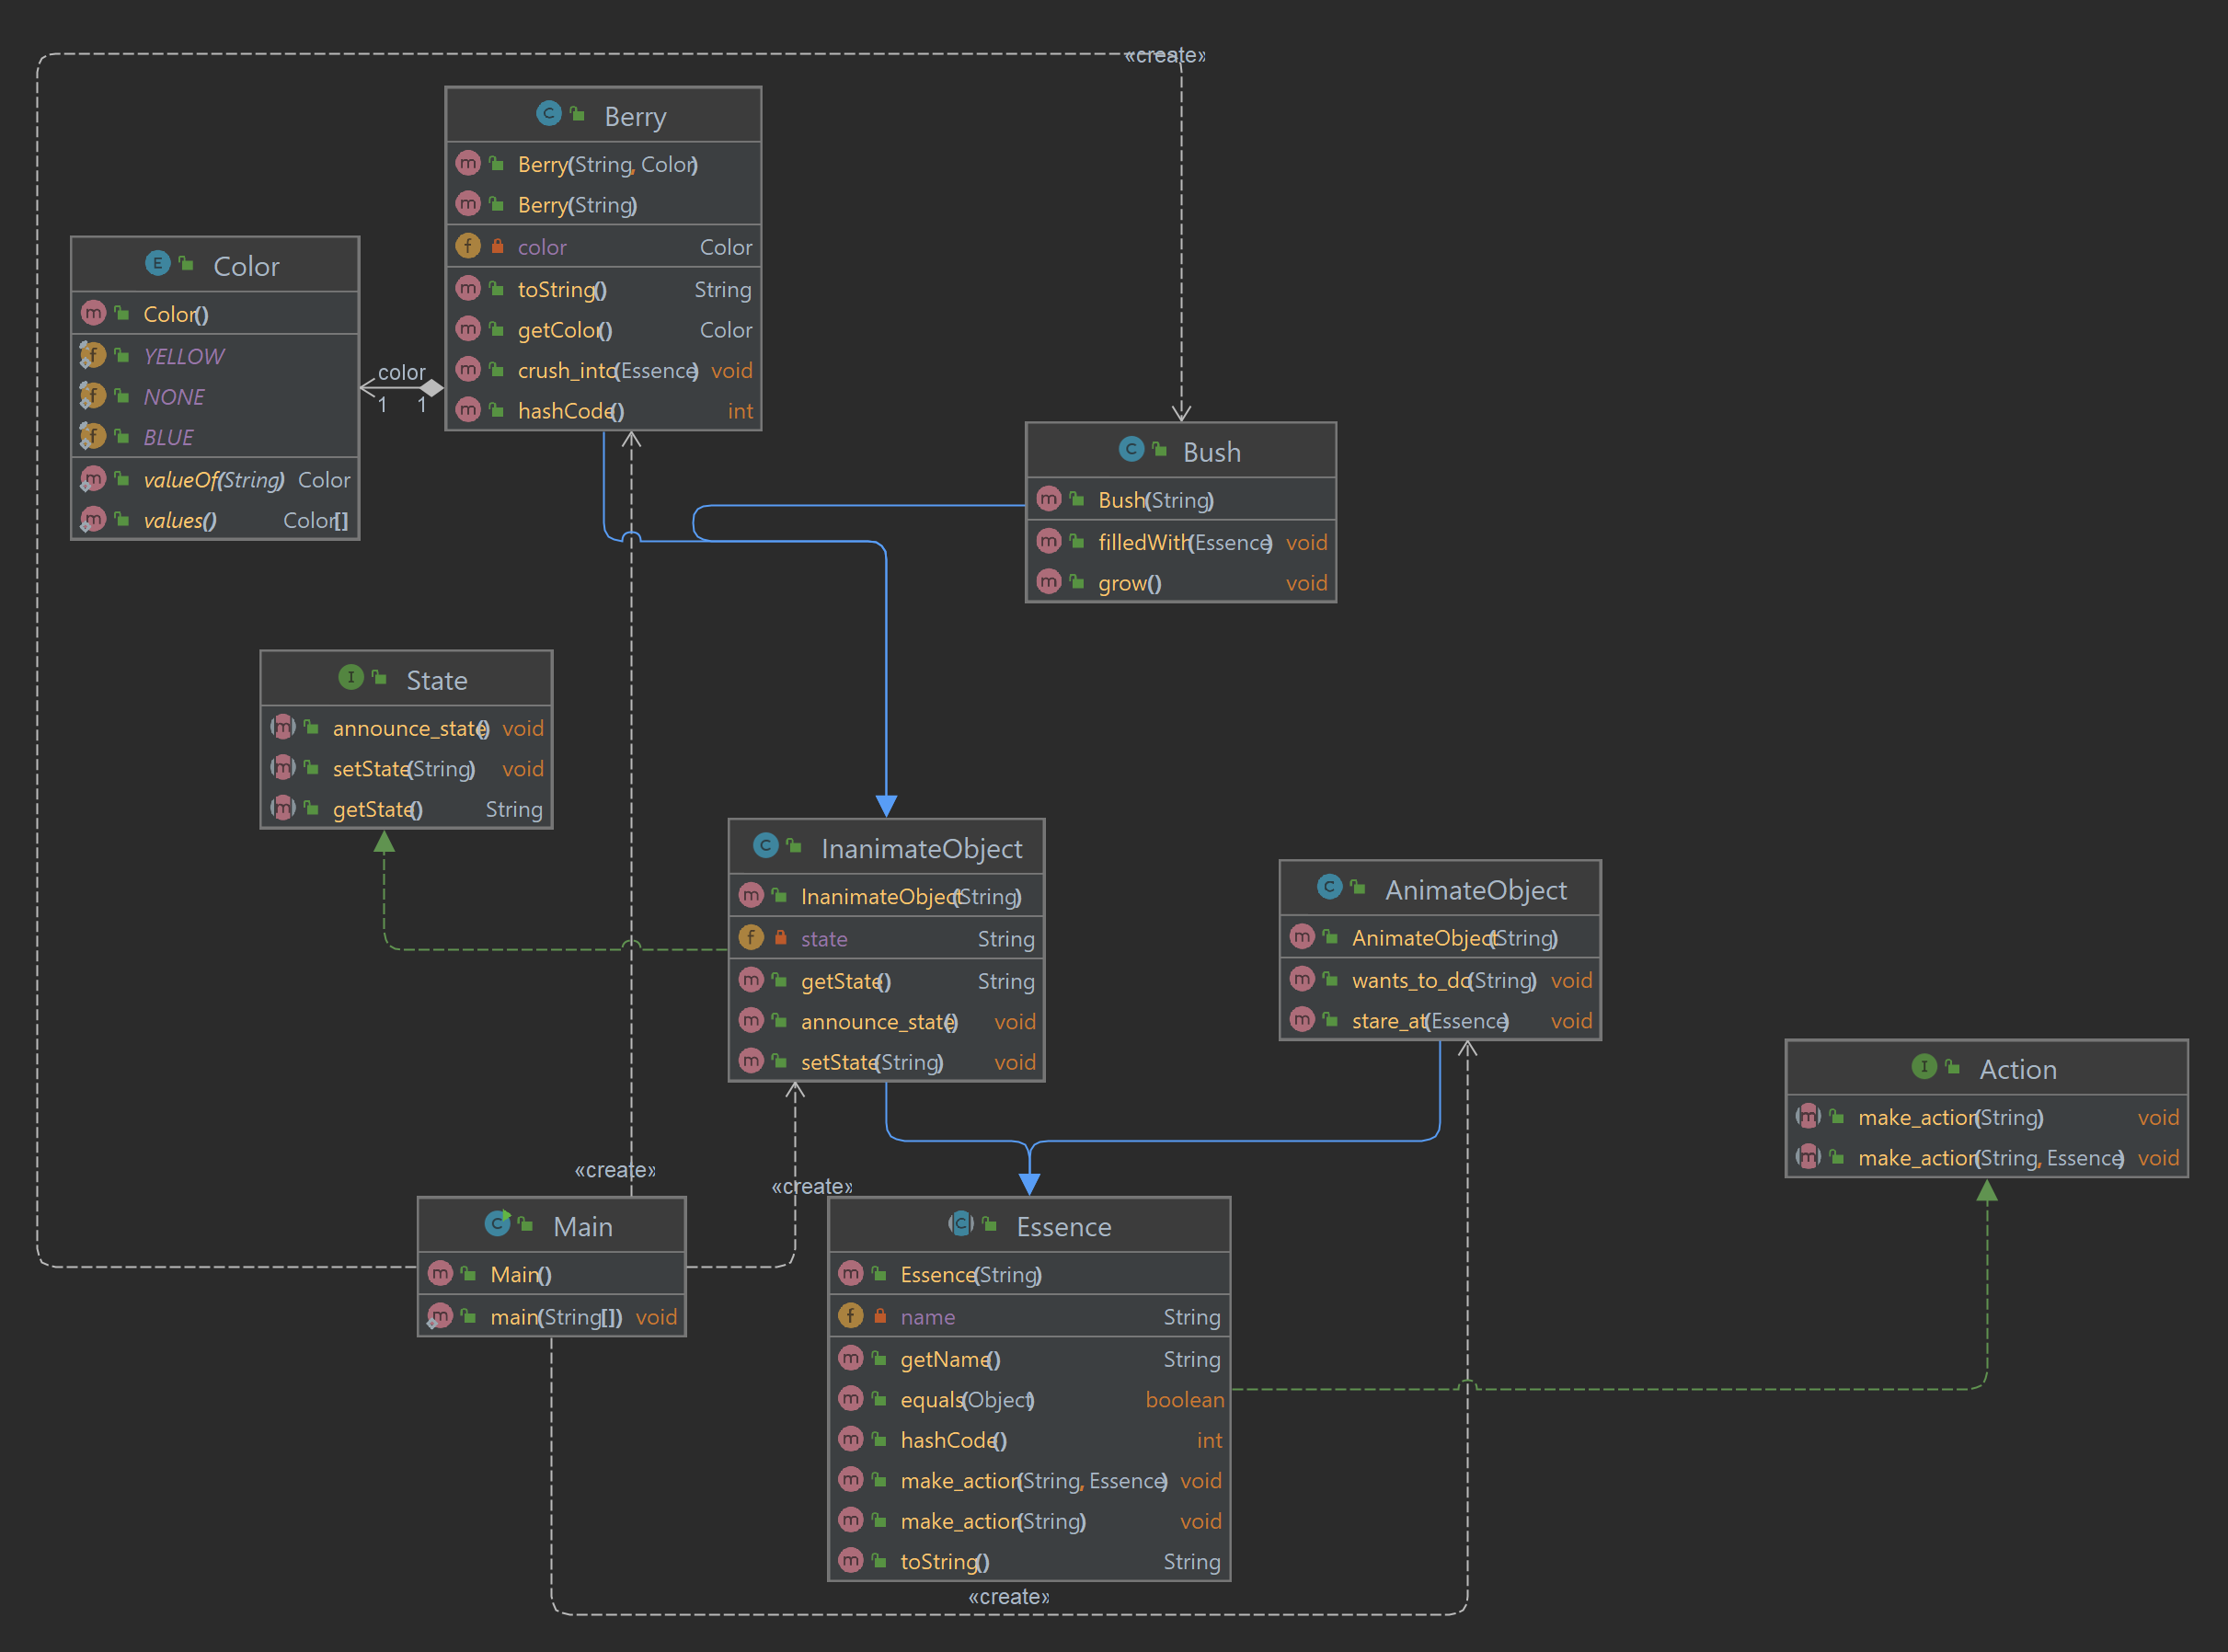 «create»
Berry
Berry(String, Color)
Berry(String)
color Color
toString() String
getColor() Color
crush_into(Essence) void
hashCode() int
Color
Color()
YELLOW
NONE
BLUE
valueOf(String) Color
values() Color[]
color
1 1
Bush
Bush(String)
filledWith(Essence) void
grow() void
State
announce_state() void
setState(String) void
getState() String
InanimateObject
InanimateObject(String)
state String
getState() String
announce_state() void
setState(String) void
AnimateObject
AnimateObject(String)
wants_to_do(String) void
stare_at(Essence) void
Action
make_action(String) void
make_action(String, Essence) void
«create»
«create»
Main
Main()
main(String[]) void
Essence
Essence(String)
name String
getName() String
equals(Object) boolean
hashCode() int
make_action(String, Essence) void
make_action(String) void
toString() String
«create»